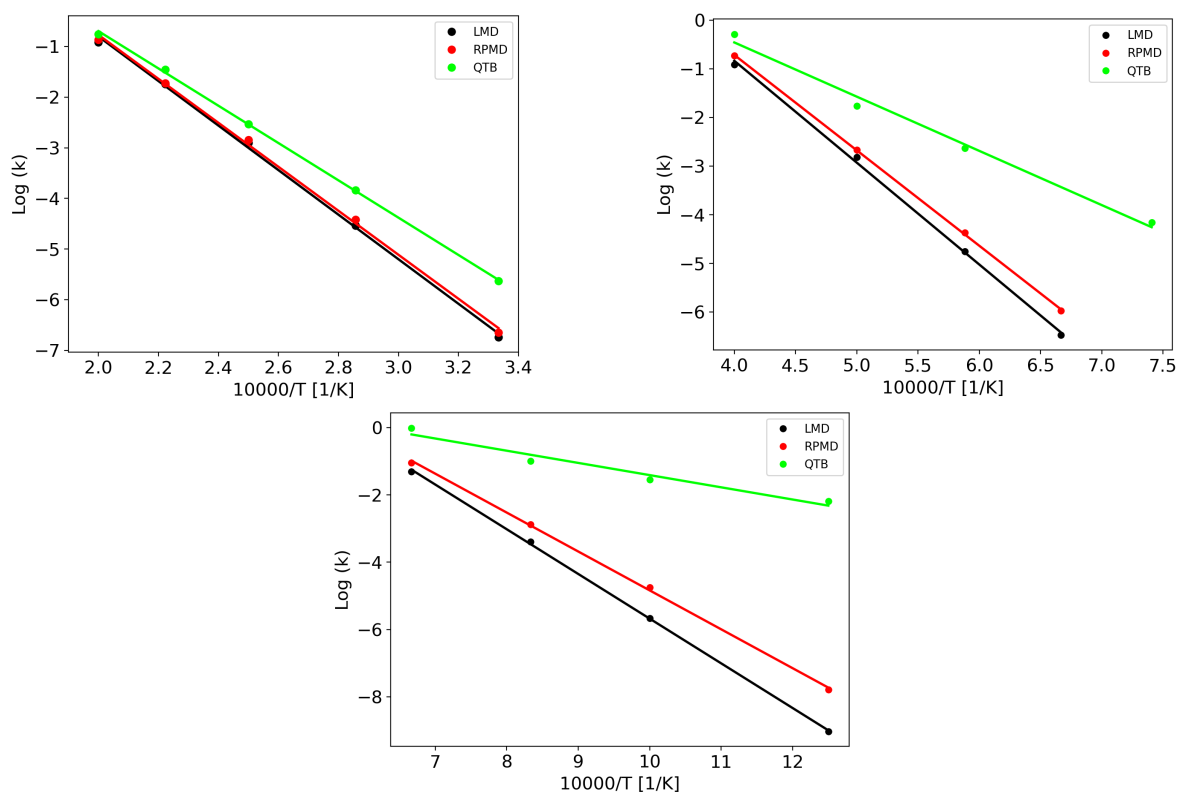 −1
−2
−3
−4
−5
−6
−7
Log (k)
LMD
RPMD
QTB
2.0 2.2 2.4 2.6 2.8 3.0 3.2 3.4
10000/T [1/K]
0
−1
−2
−3
−4
−5
−6
Log (k)
LMD
RPMD
QTB
4.0 4.5 5.0 5.5 6.0 6.5 7.0 7.5
10000/T [1/K]
0
−2
−4
−6
−8
Log (k)
LMD
RPMD
QTB
7 8 9 10 11 12
10000/T [1/K]